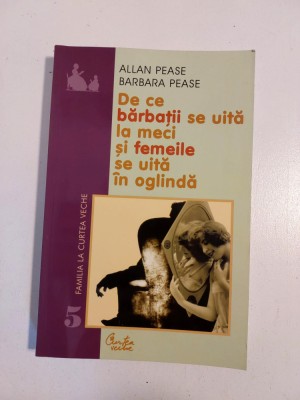 ALLAN PEASE
BARBARA PEASE
De ce
bărbații se uită
la meci
și femeile
se uită
în oglindă
FAMILIA LA CURTEA VECHE
5
Curtea
veche